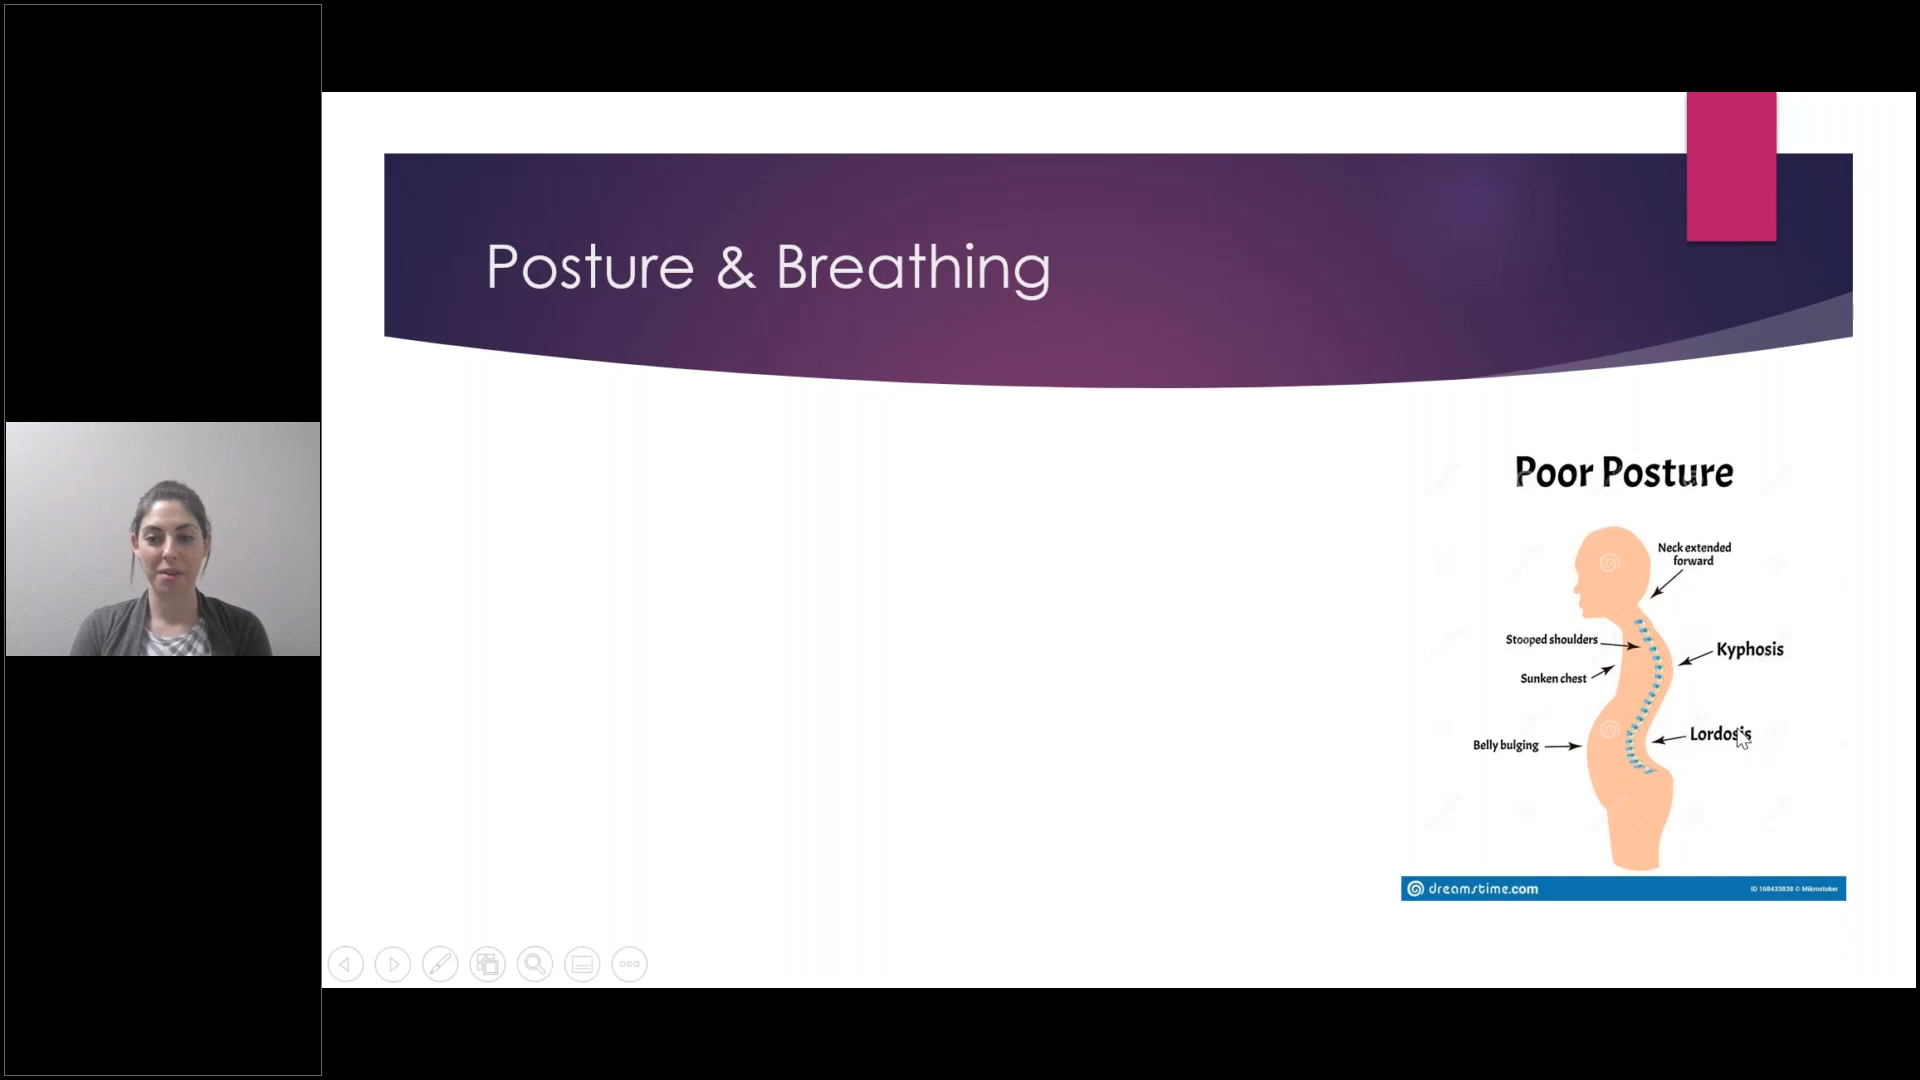 Posture & Breathing
Poor Posture
Neck extended
forward
Stooped shoulders
Kyphosis
Sunken chest
Lordosis
Belly bulging
dreamstime.com
ID 168433838 © Mikrostoker